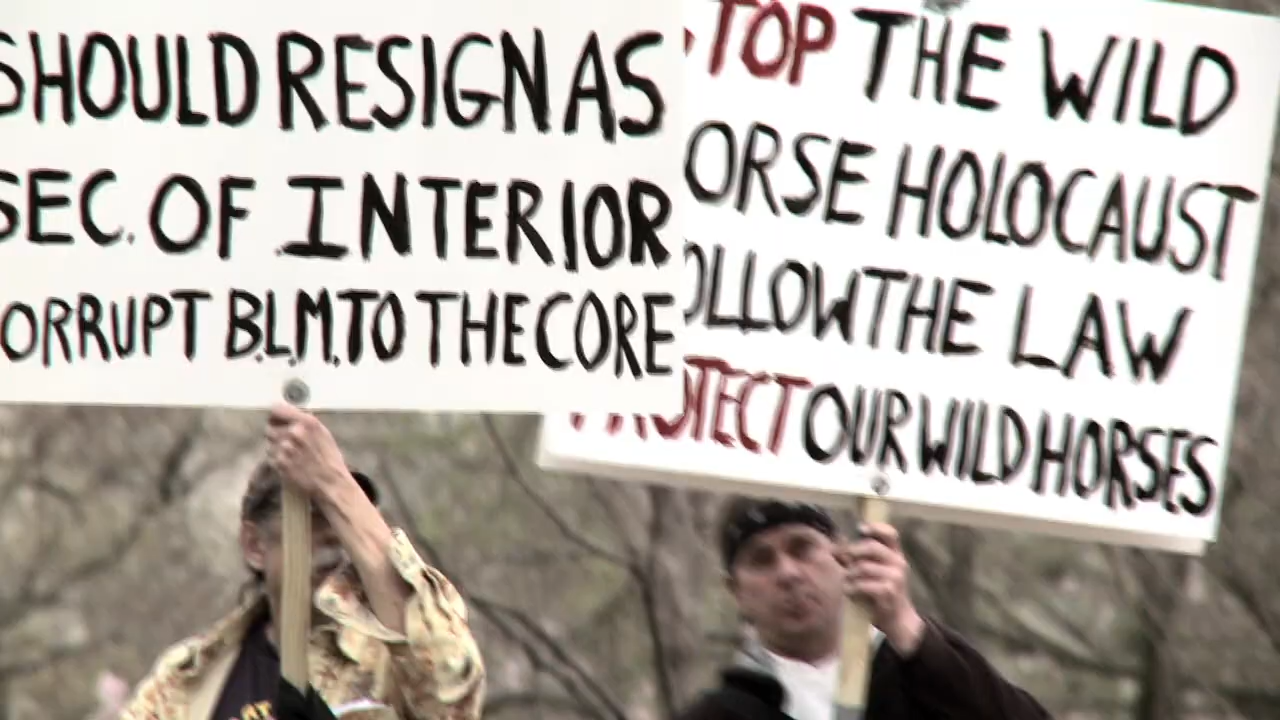 SHOULD RESIGN AS
SEC. OF INTERIOR
ORRUPT B.L.M. TO THE CORE
TOP THE WILD
ORSE HOLOCAUST
OLLOW THE LAW
PROTECT OUR WILD HORSES